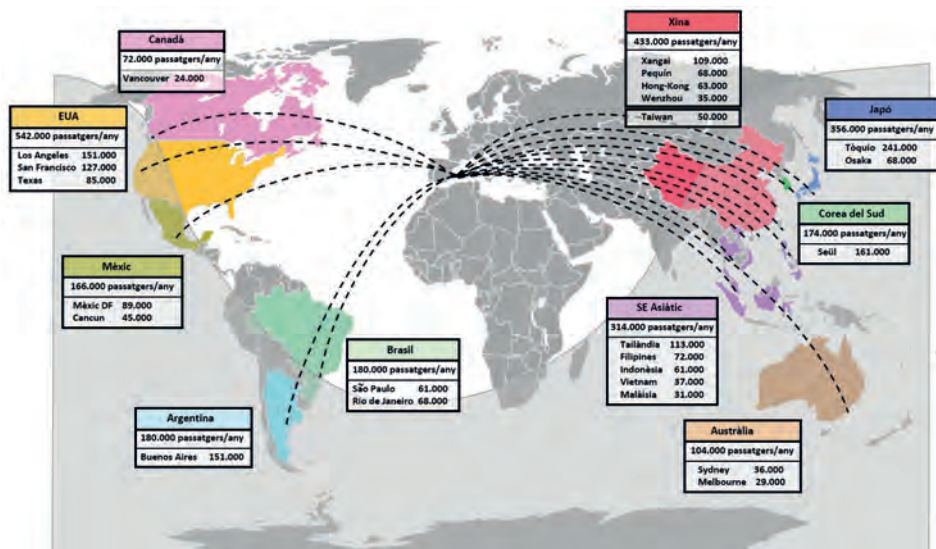 Canadà
72.000 passatgers/any
Vancouver 24.000
EUA
542.000 passatgers/any
Los Angeles 151.000
San Francisco 127.000
Texas 85.000
Mèxic
166.000 passatgers/any
Mèxic DF 89.000
Cancun 45.000
Brasil
180.000 passatgers/any
São Paulo 61.000
Rio de Janeiro 68.000
Argentina
180.000 passatgers/any
Buenos Aires 151.000
Xina
433.000 passatgers/any
Xangai 109.000
Pequín 68.000
Hong-Kong 63.000
Wenzhou 35.000
Taiwan 50.000
Japó
356.000 passatgers/any
Tòquio 241.000
Osaka 68.000
Corea del Sud
174.000 passatgers/any
Seül 161.000
SE Asiàtic
314.000 passatgers/any
Tailàndia 113.000
Filipines 72.000
Indonèsia 61.000
Vietnam 37.000
Malàisia 31.000
Austràlia
104.000 passatgers/any
Sydney 36.000
Melbourne 29.000